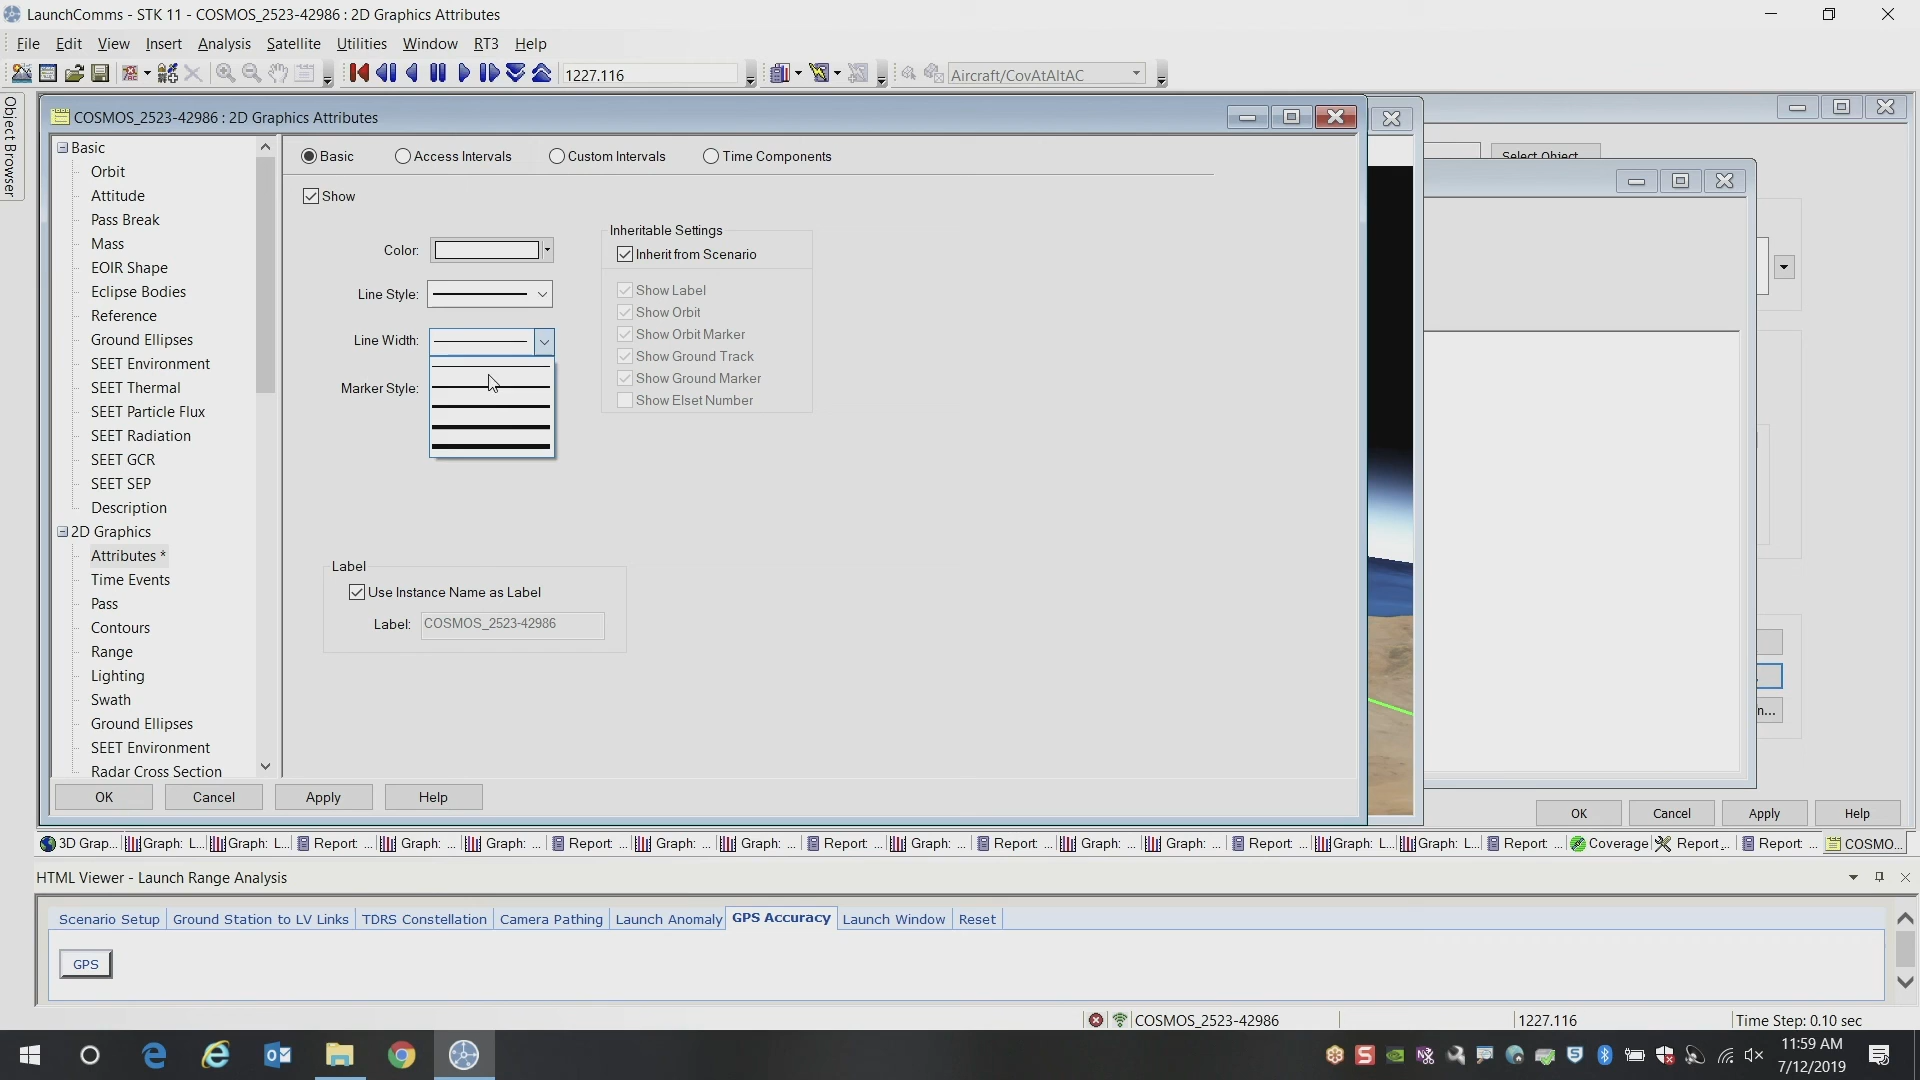 LaunchComms - STK 11 - COSMOS_2523-42986 : 2D Graphics Attributes
File Edit View Insert Analysis Satellite Utilities Window RT3 Help
1227.116
Aircraft/CovAtAltAC
Object Browser
COSMOS_2523-42986 : 2D Graphics Attributes
Basic
Orbit
Attitude
Pass Break
Mass
EOIR Shape
Eclipse Bodies
Reference
Ground Ellipses
SEET Environment
SEET Thermal
SEET Particle Flux
SEET Radiation
SEET GCR
SEET SEP
Description
2D Graphics
Attributes *
Time Events
Pass
Contours
Range
Lighting
Swath
Ground Ellipses
SEET Environment
Radar Cross Section
Basic Access Intervals Custom Intervals Time Components
Show
Color:
Line Style:
Line Width:
Marker Style:
Inheritable Settings
Inherit from Scenario
Show Label
Show Orbit
Show Orbit Marker
Show Ground Track
Show Ground Marker
Show Elset Number
Label
Use Instance Name as Label
Label: COSMOS_2523-42986
OK Cancel Apply Help
Select Object...
n...
OK Cancel Apply Help
3D Grap... Graph: L... Graph: L... Report ... Graph: ... Graph: ... Report ... Graph: ... Graph: ... Report ... Graph: ... Report ... Graph: ... Graph: ... Report ... Graph: L... Graph: L... Report ... Coverage Report... Report ... COSMO...
HTML Viewer - Launch Range Analysis
Scenario Setup Ground Station to LV Links TDRS Constellation Camera Pathing Launch Anomaly GPS Accuracy Launch Window Reset
GPS
COSMOS_2523-42986 1227.116 Time Step: 0.10 sec
11:59 AM
7/12/2019